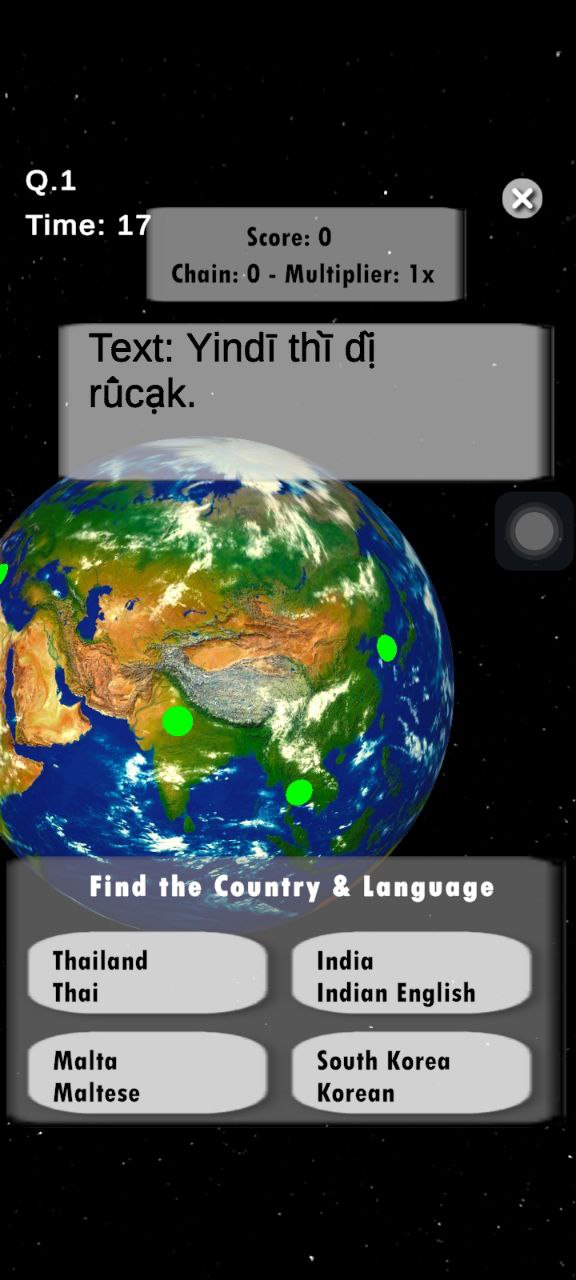 Q.1
Time: 17
Score: 0
Chain: 0 - Multiplier: 1x
Text: Yindī thī̀ dị̂
rûcạk.
Find the Country & Language
Thailand
Thai
India
Indian English
Malta
Maltese
South Korea
Korean